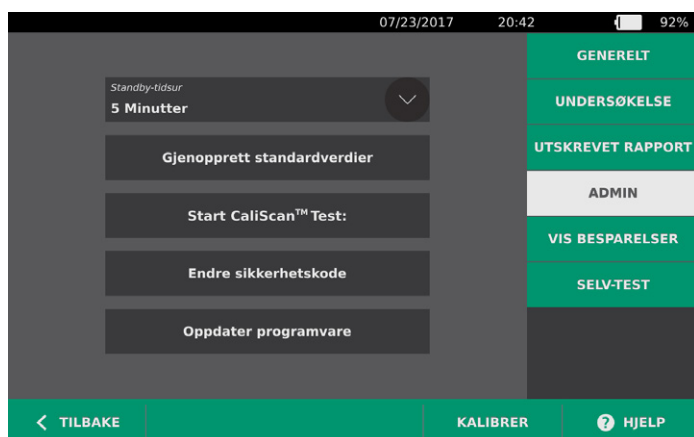 07/23/2017 20:42 92%
Standby-tidsur
5 Minutter
Gjenopprett standardverdier
Start CaliScan™ Test:
Endre sikkerhetskode
Oppdater programvare
GENERELT
UNDERSØKELSE
UTSKREVET RAPPORT
ADMIN
VIS BESPARELSER
SELV-TEST
TILBAKE
KALIBRER
? HJELP